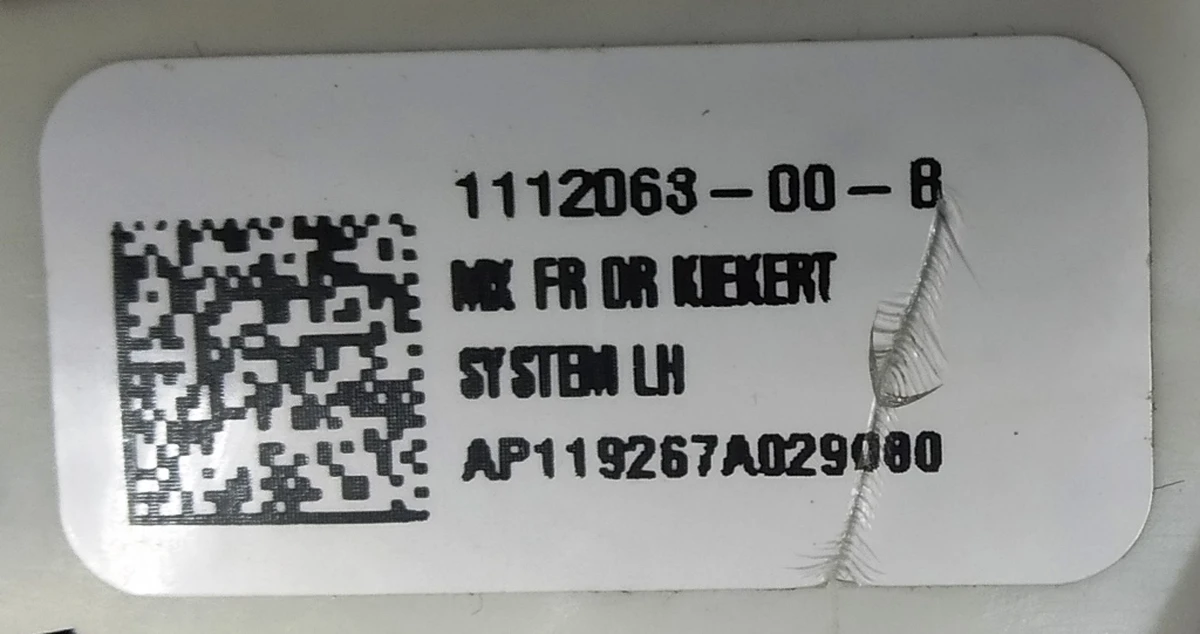 1112063-00-B
MX FR DR KIEKERT
SYSTEM LH
AP119267A029080